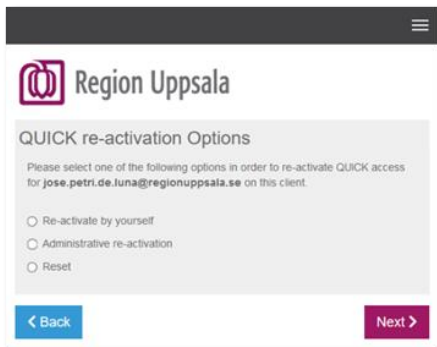 Region Uppsala
QUICK re-activation Options
Please select one of the following options in order to re-activate QUICK access
for jose.petri.de.luna@regionuppsala.se on this client.
Re-activate by yourself
Administrative re-activation
Reset
Back
Next